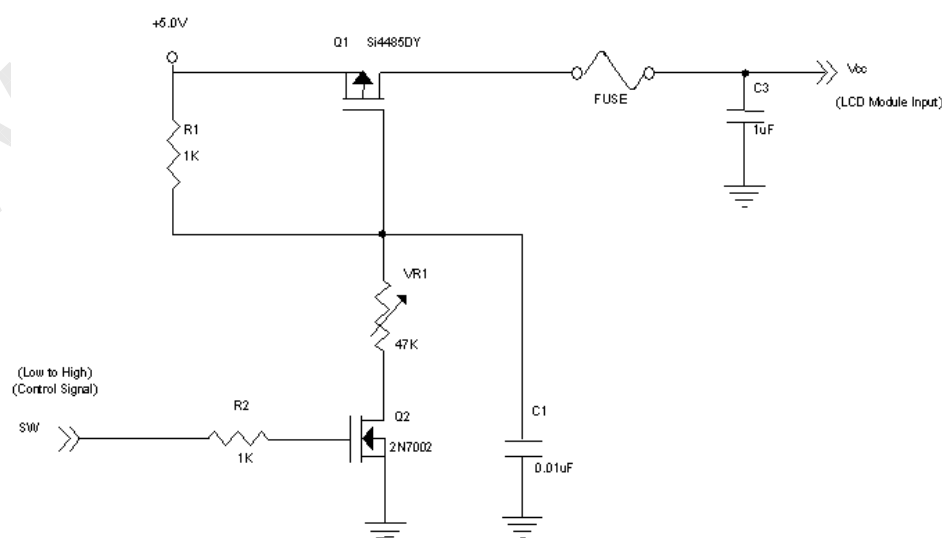 +5.0V
Q1 Si4485DY
FUSE
Vcc
(LCD Module Input)
C3
1uF
R1
1K
VR1
47K
(Low to High)
(Control Signal)
SW
R2
1K
Q2
2N7002
C1
0.01uF